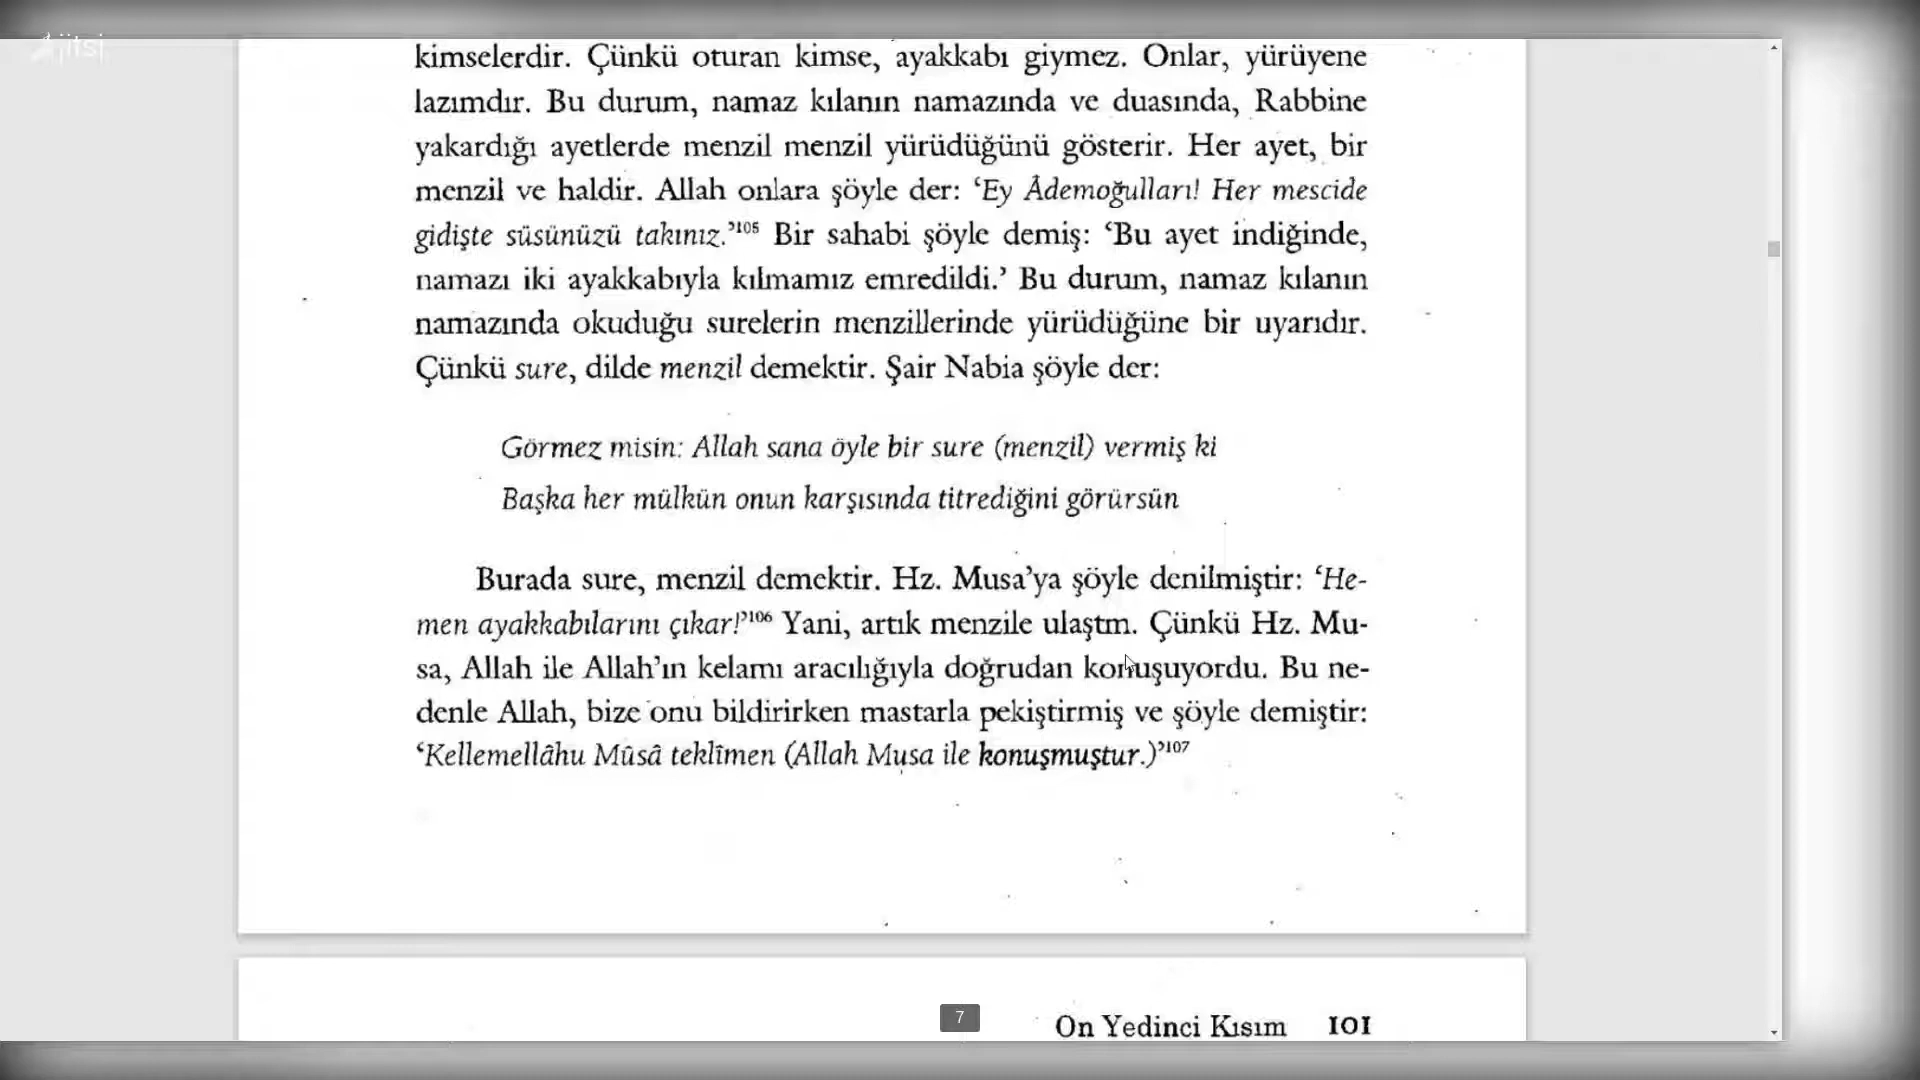 jitsi
kimselerdir. Çünkü oturan kimse, ayakkabı giymez. Onlar, yürüyene
lazımdır. Bu durum, namaz kılanın namazında ve duasında, Rabbine
yakardığı ayetlerde menzil menzil yürüdüğünü gösterir. Her ayet, bir
menzil ve haldir. Allah onlara şöyle der: ‘Ey Âdemoğulları! Her mescide
gidişte süsünüzü takınız.’105 Bir sahabi şöyle demiş: ‘Bu ayet indiğinde,
namazı iki ayakkabıyla kılmamız emredildi.’ Bu durum, namaz kılanın
namazında okuduğu surelerin menzillerinde yürüdüğüne bir uyarıdır.
Çünkü sure, dilde menzil demektir. Şair Nabia şöyle der:
Görmez misin: Allah sana öyle bir sure (menzil) vermiş ki
Başka her mülkün onun karşısında titrediğini görürsün
Burada sure, menzil demektir. Hz. Musa’ya şöyle denilmiştir: ‘He-
men ayakkabılarını çıkar!’106 Yani, artık menzile ulaştın. Çünkü Hz. Mu-
sa, Allah ile Allah’ın kelamı aracılığıyla doğrudan konuşuyordu. Bu ne-
denle Allah, bize onu bildirirken mastarla pekiştirmiş ve şöyle demiştir:
‘Kellemellâhu Mûsâ teklîmen (Allah Musa ile konuşmuştur.)’107
7
On Yedinci Kısım 101